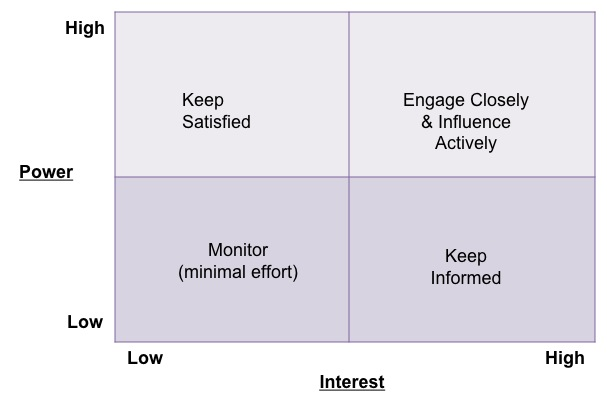 High
Keep
Satisfied
Engage Closely
& Influence
Actively
Power
Monitor
(minimal effort)
Keep
Informed
Low
Low
High
Interest